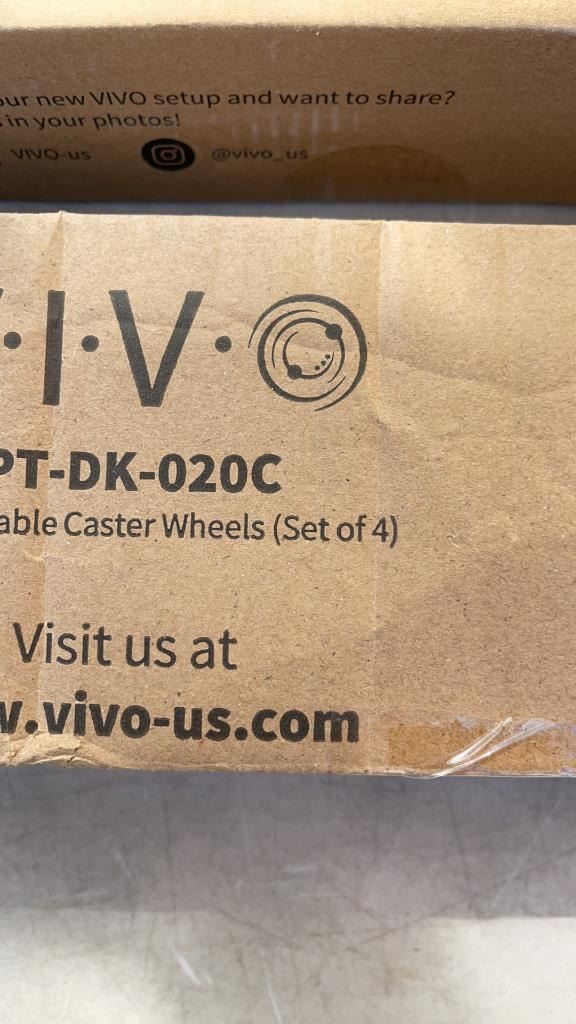 our new VIVO setup and want to share?
in your photos!
VIVO-us @vivo_us
I·V·O
PT-DK-020C
able Caster Wheels (Set of 4)
Visit us at
.vivo-us.com